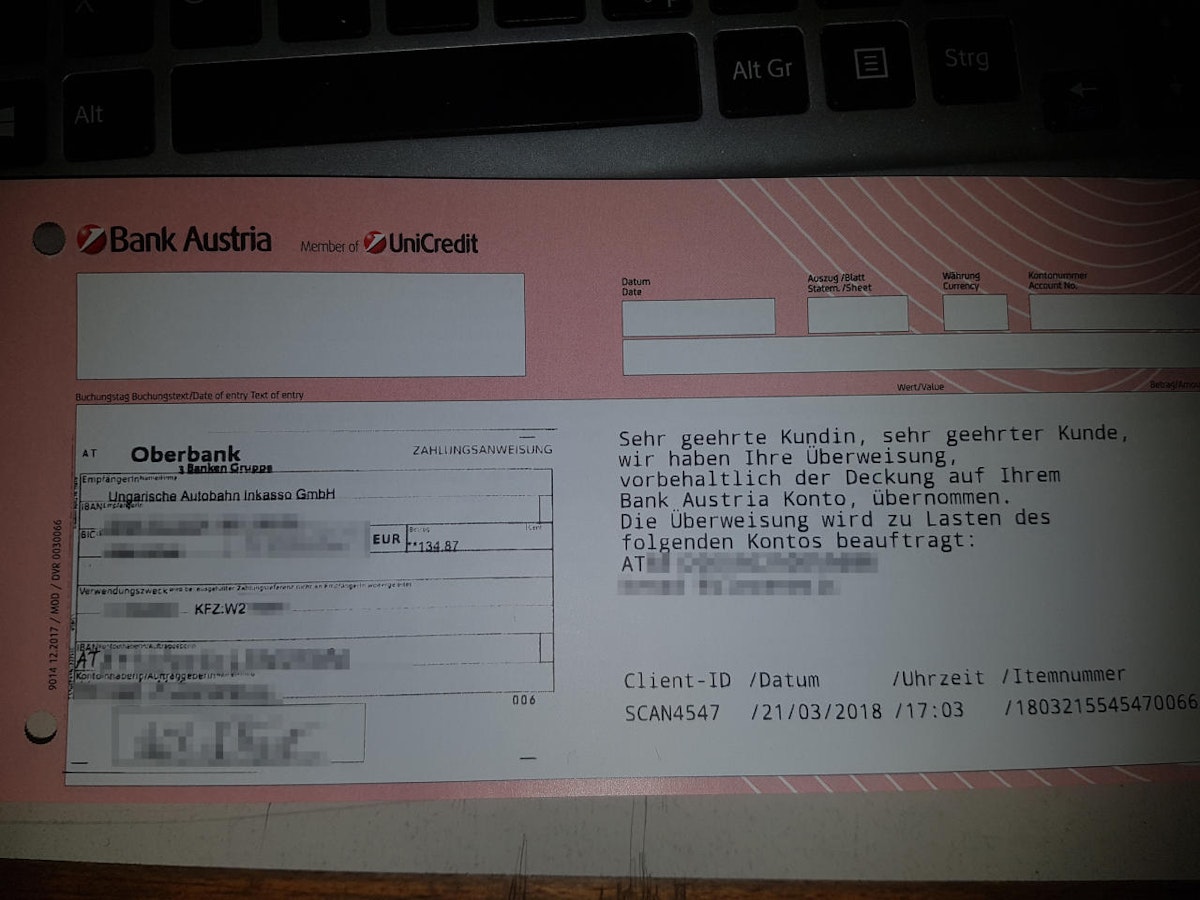 Alt
Alt Gr
Strg
Bank Austria Member of UniCredit
Datum
Date
Auszug /Blatt
Statem. /Sheet
Währung
Currency
Kontonummer
Account No.
Buchungstag Buchungstext/Date of entry Text of entry
Wert/Value
AT Oberbank ZAHLUNGSANWEISUNG
3 Banken Gruppe
EmpfängerIn
Ungarische Autobahn Inkasso GmbH
IBAN
BIC
EUR **134,87
Verwendungszweck
KFZ:W2
IBAN
AT
KontoinhaberIn/AuftraggeberIn
006
9014 12.2017 / MOD / DVR 0030066
Sehr geehrte Kundin, sehr geehrter Kunde,
wir haben Ihre Überweisung,
vorbehaltlich der Deckung auf Ihrem
Bank Austria Konto, übernommen.
Die Überweisung wird zu Lasten des
folgenden Kontos beauftragt:
AT
Client-ID /Datum /Uhrzeit /Itemnummer
SCAN4547 /21/03/2018 /17:03 /1803215545470066